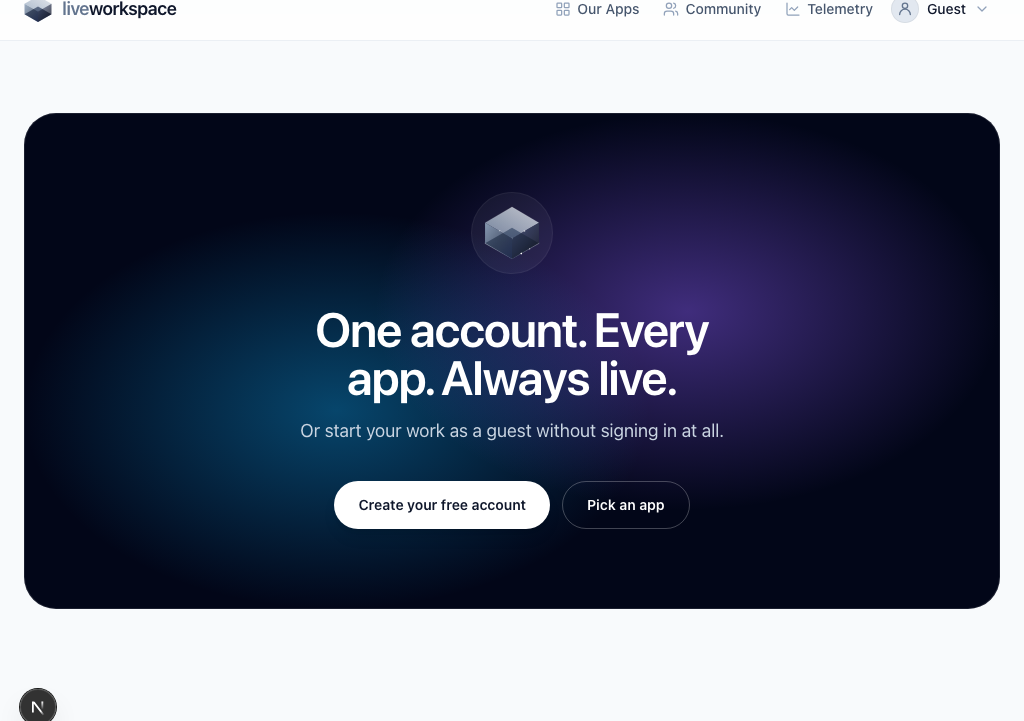 liveworkspace
Our Apps
Community
Telemetry
Guest
One account. Every
app. Always live.
Or start your work as a guest without signing in at all.
Create your free account
Pick an app
N